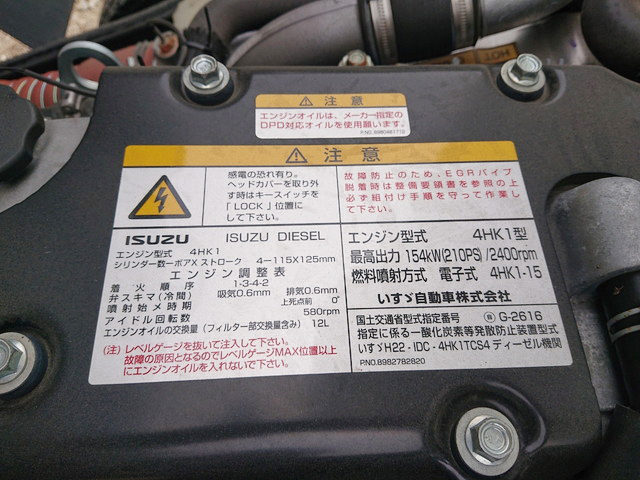 ⚠ 注意
エンジンオイルは、メーカー指定の
DPD対応オイルを使用願います。
P.NO.8980481710
⚠ 注意
感電の恐れ有り。
ヘッドカバーを取り外
す時はキースイッチを
「LOCK」位置に
して下さい。
故障防止のため、EGRパイプ
脱着時は整備要領書を参照の上
必ず組付け手順を守って作業し
て下さい。
ISUZU ISUZU DIESEL
エンジン型式 4HK1
シリンダー数ーボアX ストローク 4ー115X125mm
エンジン調整表
着火順序 1-3-4-2
弁スキマ(冷間) 吸気0.6mm 排気0.6mm
噴射始メ時期 上死点前 0°
アイドル回転数 580rpm
エンジンオイルの交換量(フィルター部交換量含み) 12L
(注) レベルゲージを抜いて注入して下さい。
故障の原因となるのでレベルゲージMAX位置以上
にエンジンオイルを入れないで下さい。
エンジン型式 4HK1型
最高出力 154kW(210PS)/2400rpm
燃料噴射方式 電子式 4HK1-15
いすゞ自動車株式会社
国土交通省型式指定番号 G-2616
指定に係る一酸化炭素等発散防止装置型式
いすゞH22-IDC-4HK1TCS4 ディーゼル機関
P.NO.8982782820